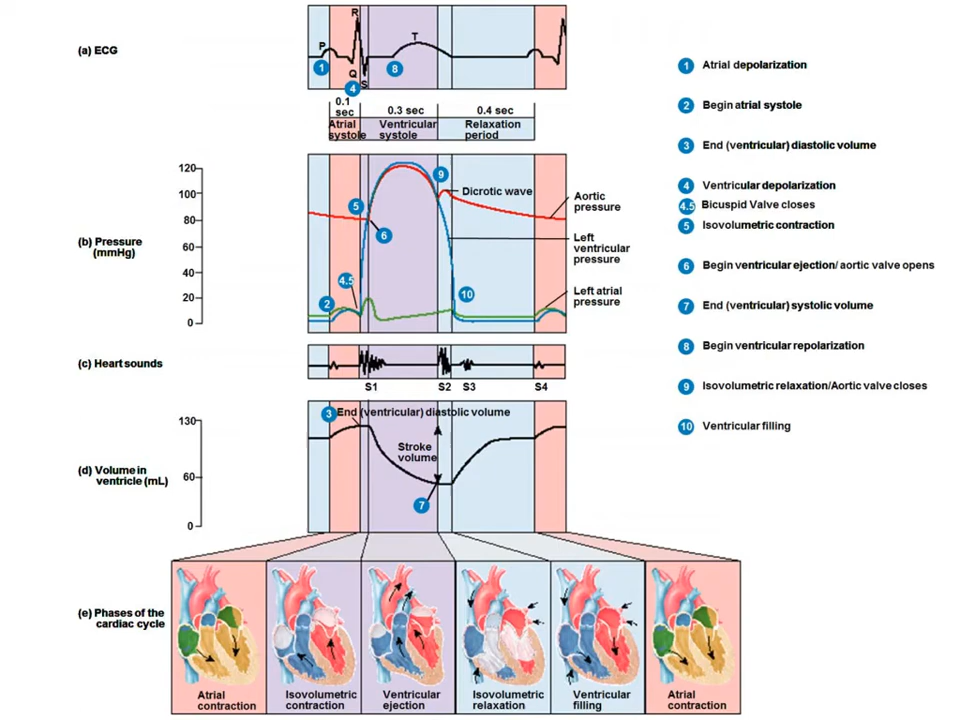 R
P
T
(a) ECG
1
8
Q
S
4
0.1
sec
0.3 sec
0.4 sec
Atrial
systole
Ventricular
systole
Relaxation
period
120
100
80
60
40
20
0
(b) Pressure
(mmHg)
9
Dicrotic wave
5
6
4.5
2
10
Aortic
pressure
Left
ventricular
pressure
Left atrial
pressure
(c) Heart sounds
S1
S2
S3
S4
130
60
0
(d) Volume in
ventricle (mL)
3 End (ventricular) diastolic volume
Stroke
volume
7
(e) Phases of the
cardiac cycle
Atrial
contraction
Isovolumetric
contraction
Ventricular
ejection
Isovolumetric
relaxation
Ventricular
filling
Atrial
contraction
1 Atrial depolarization
2 Begin atrial systole
3 End (ventricular) diastolic volume
4 Ventricular depolarization
4.5 Bicuspid Valve closes
5 Isovolumetric contraction
6 Begin ventricular ejection/ aortic valve opens
7 End (ventricular) systolic volume
8 Begin ventricular repolarization
9 Isovolumetric relaxation/Aortic valve closes
10 Ventricular filling